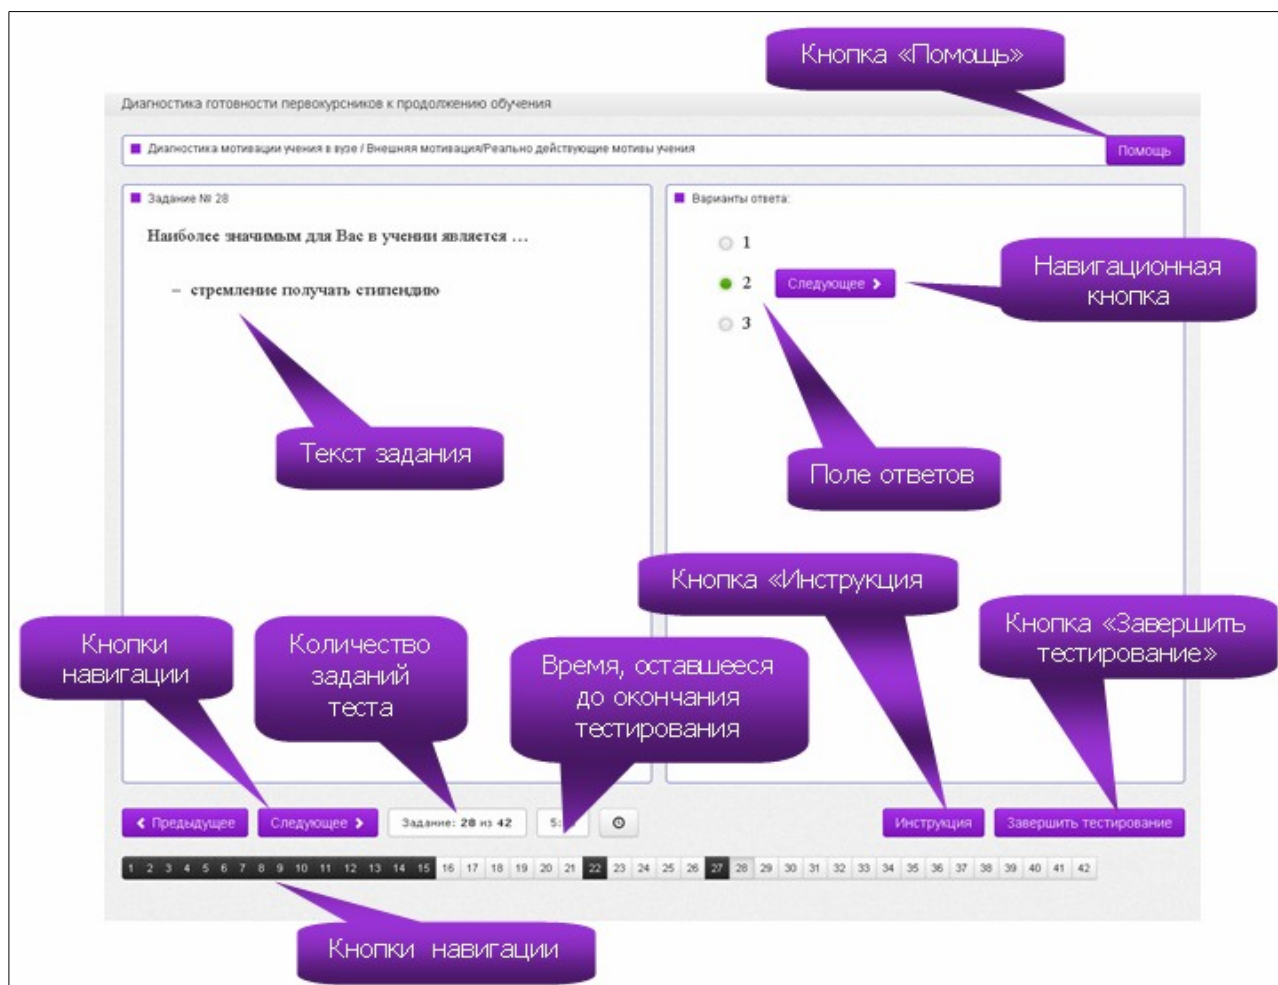 Кнопка «Помощь»
Диагностика готовности первокурсников к продолжению обучения
Диагностика мотивации учения в вузе / Внешняя мотивация/Реально действующие мотивы учения
Помощь
Задание № 28
Наиболее значимым для Вас в учении является …
– стремление получать стипендию
Текст задания
Варианты ответа:
1
2
Следующее
3
Навигационная
кнопка
Поле ответов
Кнопка «Инструкция
Кнопка «Завершить
тестирование»
Кнопки
навигации
Количество
заданий
теста
Время, оставшееся
до окончания
тестирования
Предыдущее
Следующее
Задание: 28 из 42
Инструкция
Завершить тестирование
1 2 3 4 5 6 7 8 9 10 11 12 13 14 15 16 17 18 19 20 21 22 23 24 25 26 27 28 29 30 31 32 33 34 35 36 37 38 39 40 41 42
Кнопки навигации